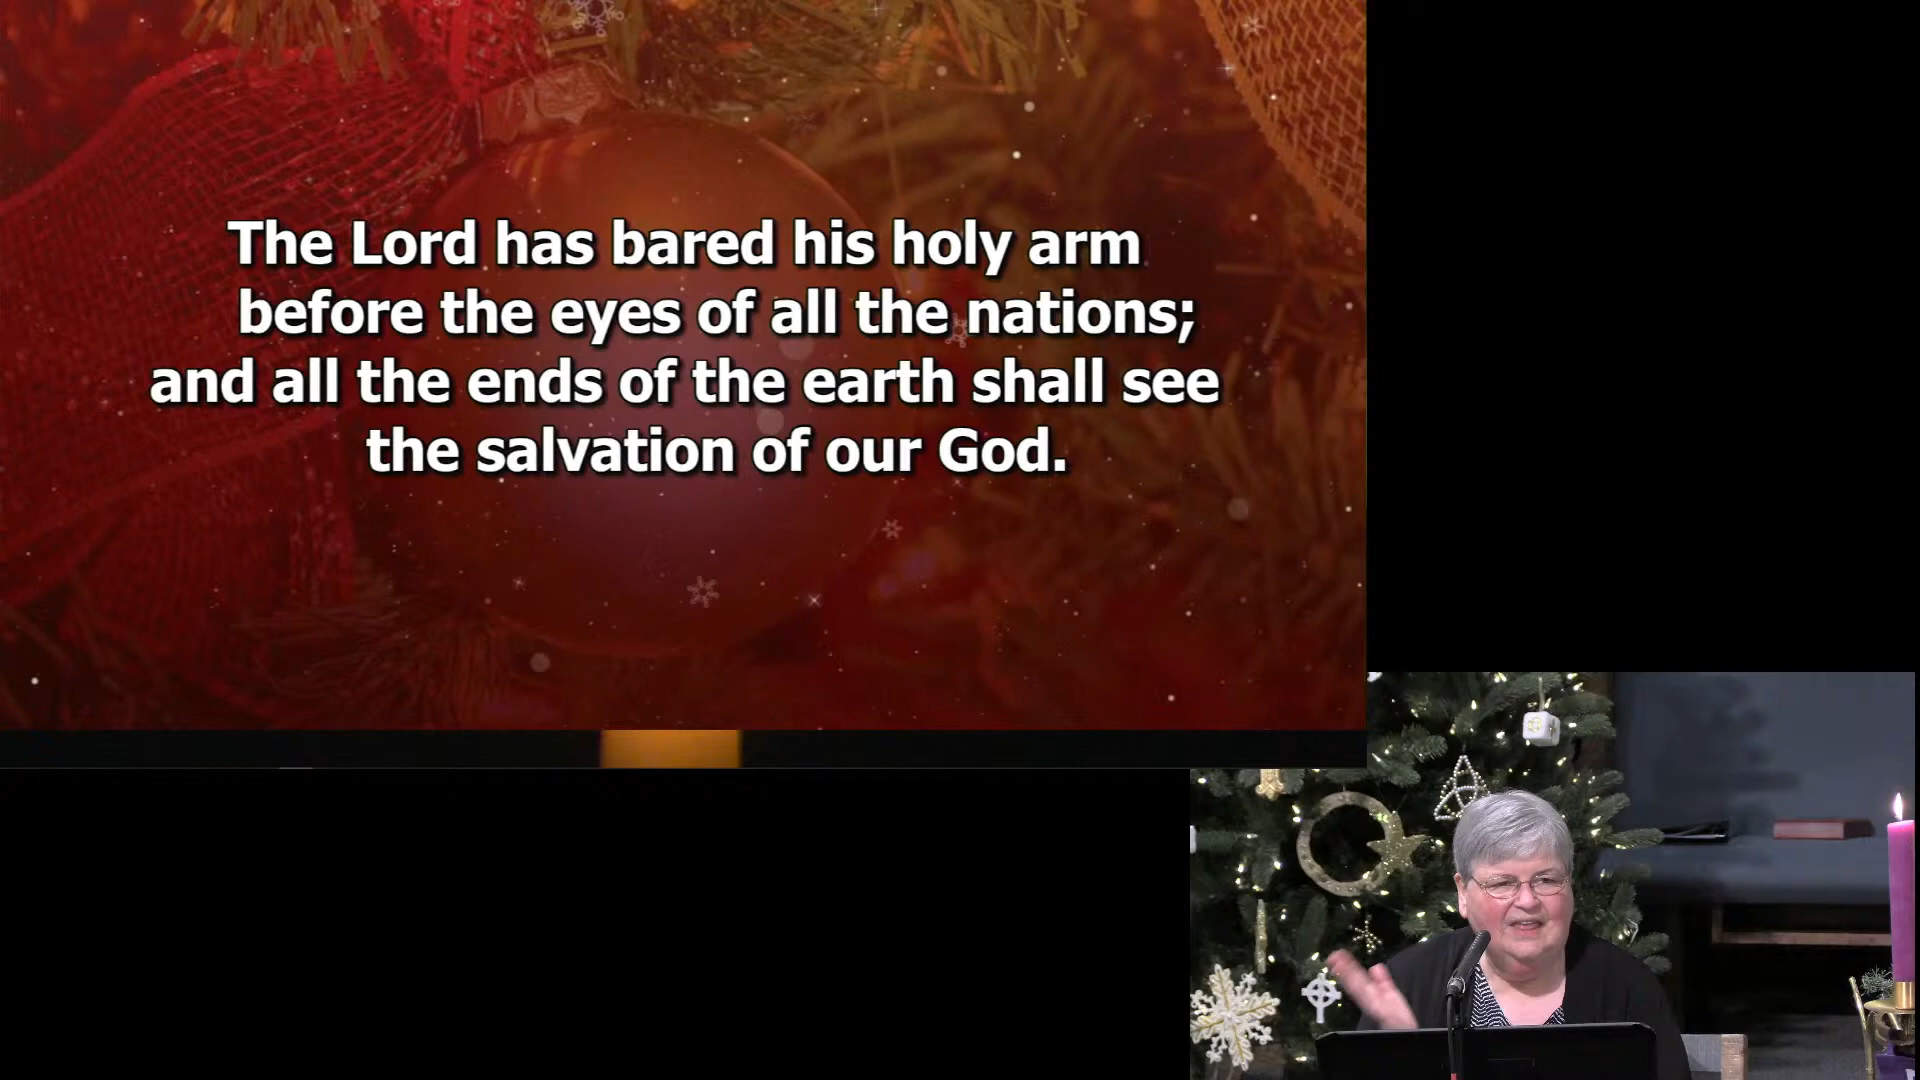 The Lord has bared his holy arm
before the eyes of all the nations;
and all the ends of the earth shall see
the salvation of our God.